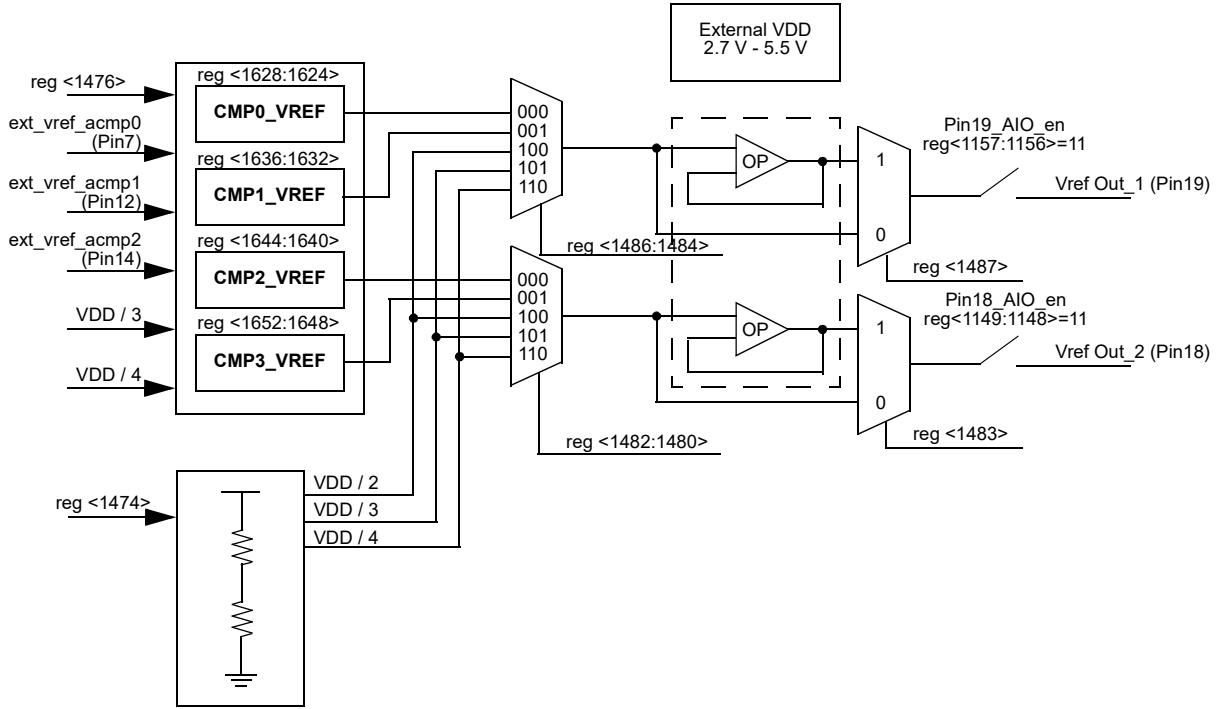 External VDD
2.7 V - 5.5 V
reg <1476>
ext_vref_acmp0
(Pin7)
ext_vref_acmp1
(Pin12)
ext_vref_acmp2
(Pin14)
VDD / 3
VDD / 4
reg <1628:1624>
CMP0_VREF
reg <1636:1632>
CMP1_VREF
reg <1644:1640>
CMP2_VREF
reg <1652:1648>
CMP3_VREF
000
001
100
101
110
reg <1486:1484>
OP
1
0
reg <1487>
Pin19_AIO_en
reg<1157:1156>=11
Vref Out_1 (Pin19)
000
001
100
101
110
reg <1482:1480>
OP
1
0
reg <1483>
Pin18_AIO_en
reg<1149:1148>=11
Vref Out_2 (Pin18)
reg <1474>
VDD / 2
VDD / 3
VDD / 4